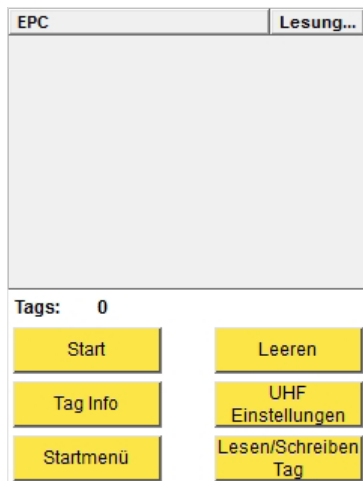 EPC Lesung...
Tags: 0
Start Leeren
Tag Info UHF
Einstellungen
Startmenü Lesen/Schreiben
Tag